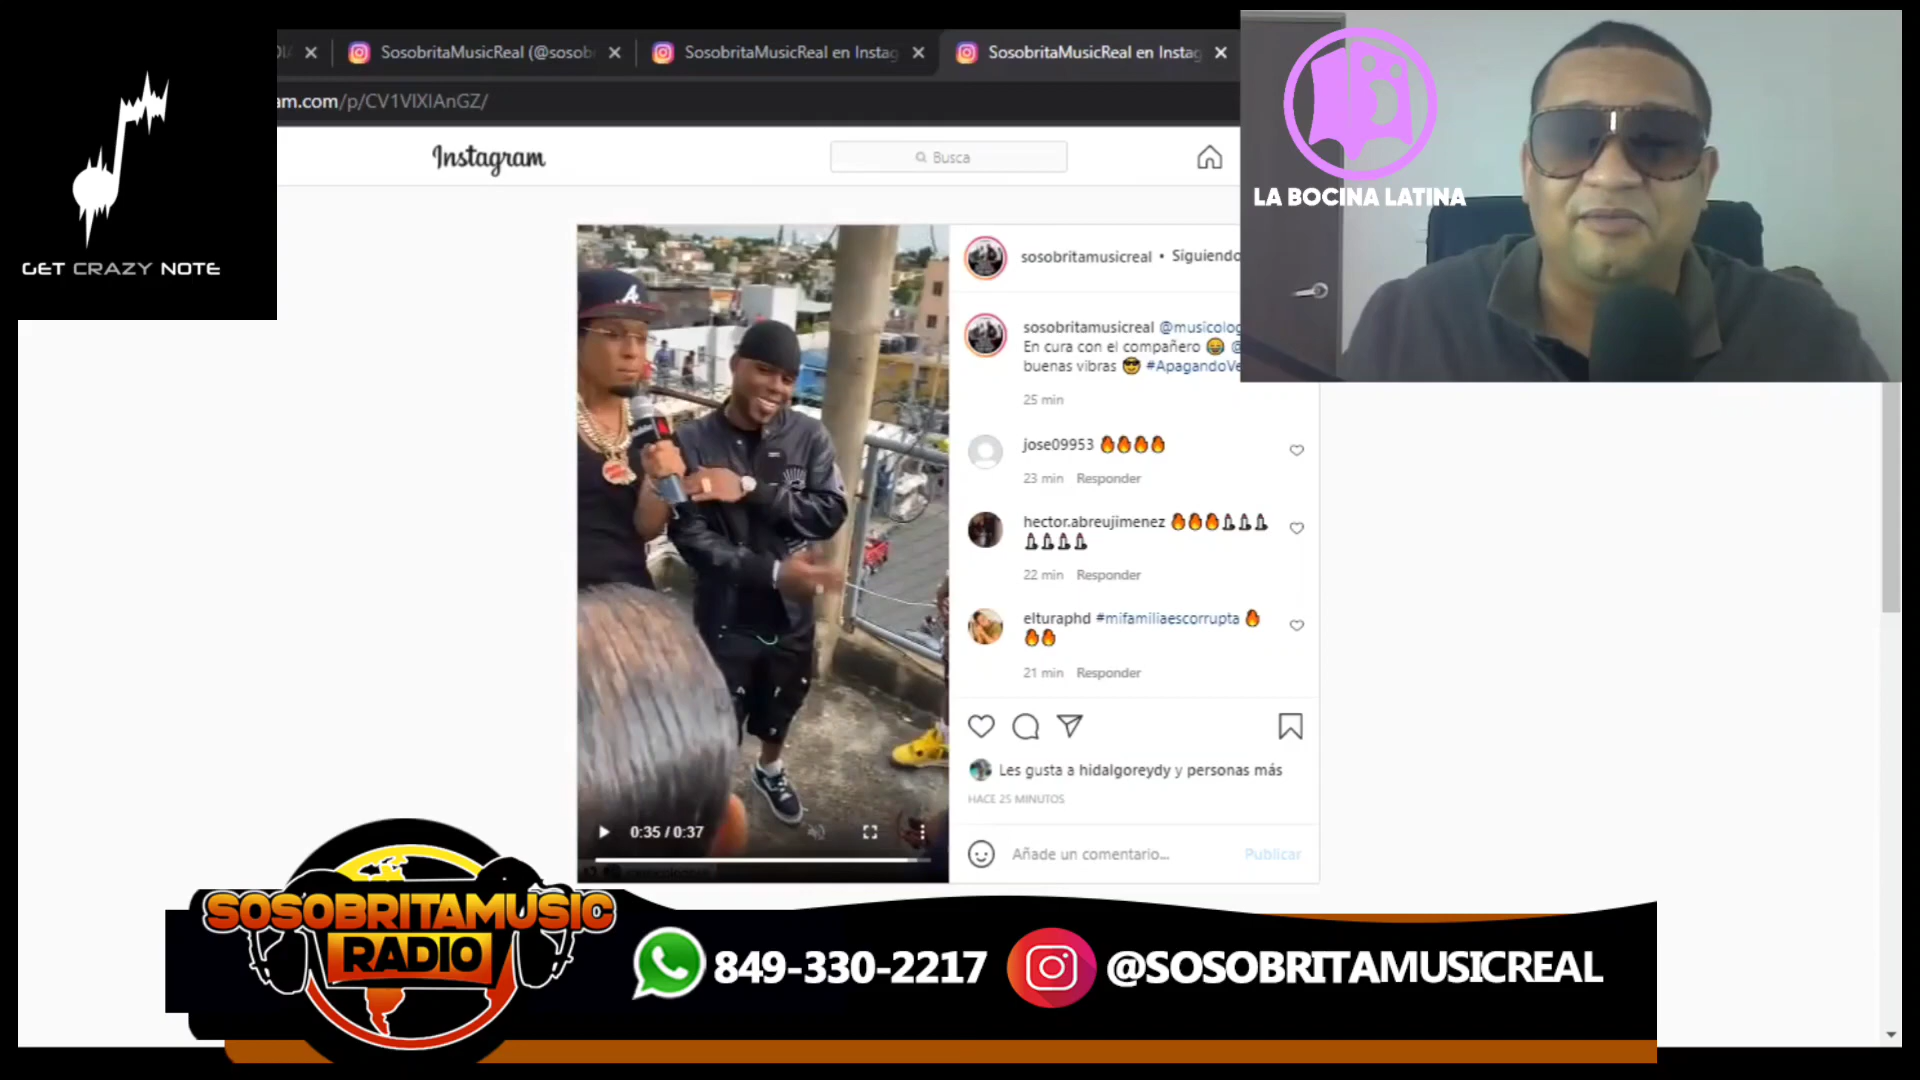 SosobritaMusicReal (@sosob
SosobritaMusicReal en Instag
SosobritaMusicReal en Instag
am.com/p/CV1VIXIAnGZ/
GET CRAZY NOTE
Instagram
Busca
LA BOCINA LATINA
sosobritamusicreal • Siguiendo
sosobritamusicreal @musicolog
En cura con el compañero 😂 @
buenas vibras 😎 #ApagandoVe
25 min
jose09953 🔥🔥🔥🔥
23 min Responder
hector.abreujimenez 🔥🔥🔥
22 min Responder
elturaphd #mifamiliaescorrupta 🔥
🔥🔥
21 min Responder
Les gusta a hidalgoreydy y personas más
HACE 25 MINUTOS
Añade un comentario... Publicar
A
0:35 / 0:37
SOSOBRITAMUSIC
RADIO
849-330-2217
@SOSOBRITAMUSICREAL